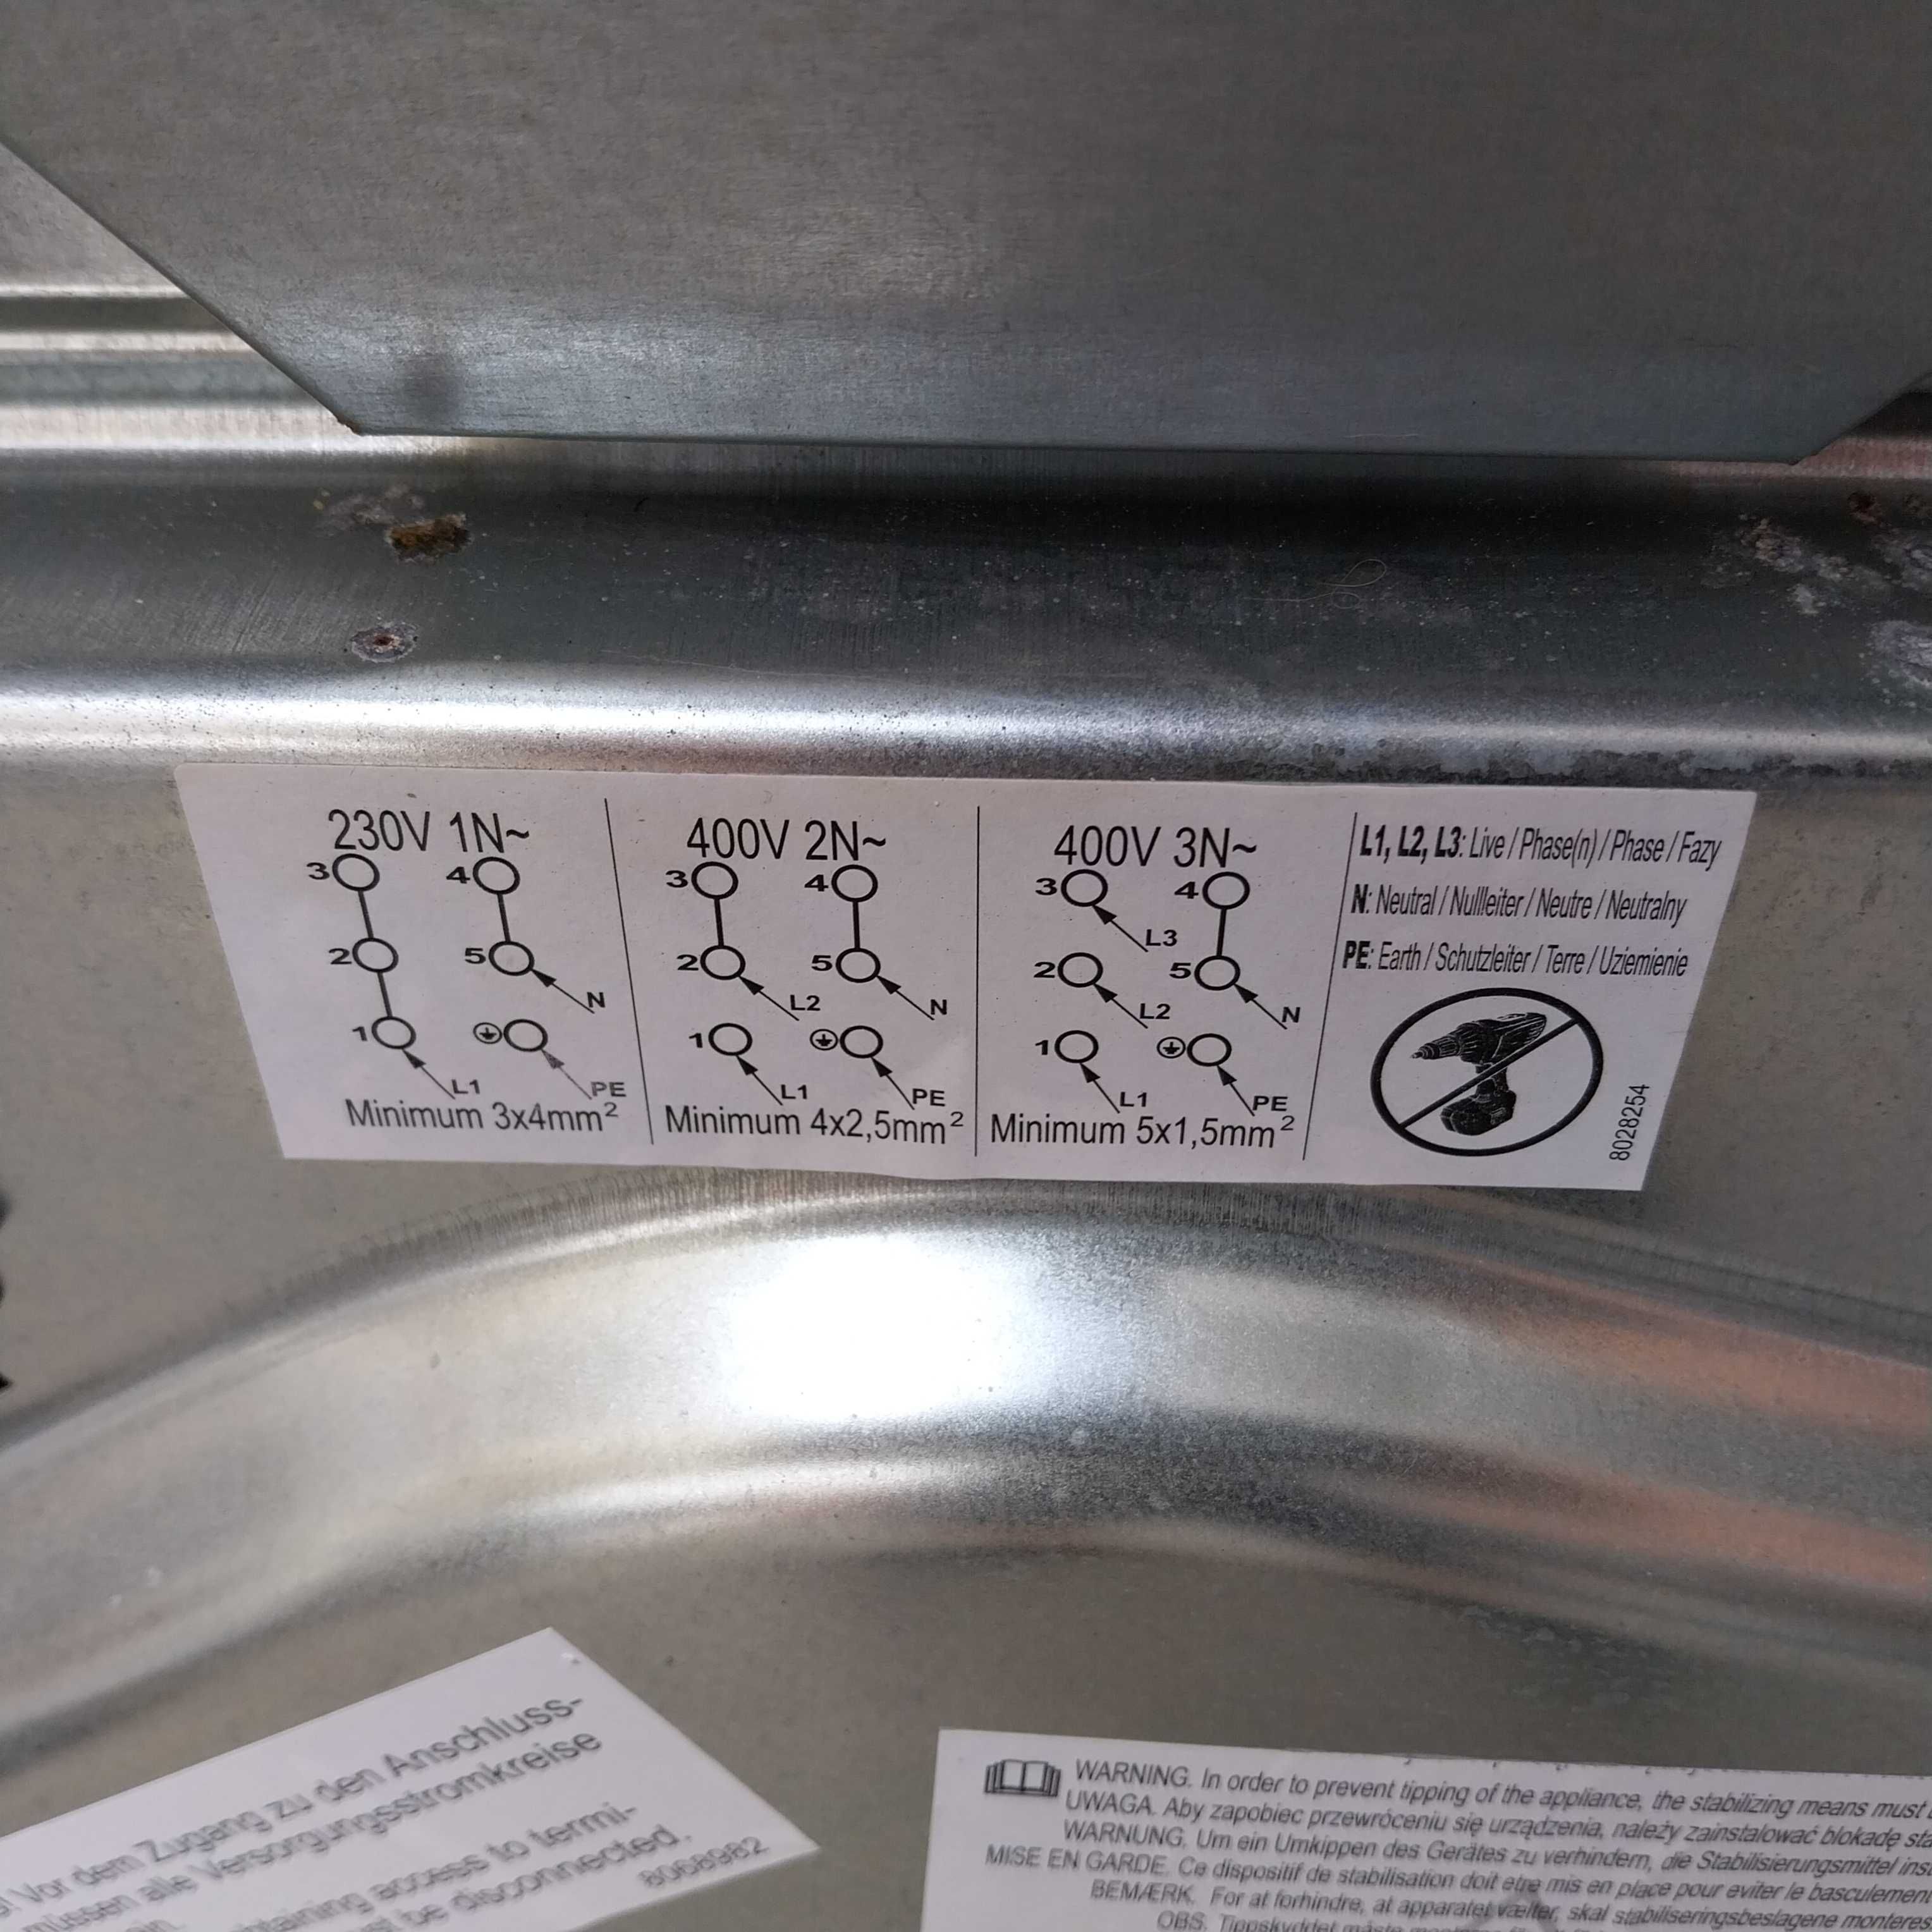 230V 1N~
3 4
2 5
N
1
L1 PE
Minimum 3x4mm²
400V 2N~
3 4
2 5
L2 N
1
L1 PE
Minimum 4x2,5mm²
400V 3N~
3 4
L3
2 5
L2 N
1
L1 PE
Minimum 5x1,5mm²
L1, L2, L3: Live / Phase(n) / Phase / Fazy
N: Neutral / Nullleiter / Neutre / Neutralny
PE: Earth / Schutzleiter / Terre / Uziemienie
8028254
Vor dem Zugang zu den Anschluss-
müssen alle Versorgungsstromkreise
access to termi-
be disconnected.
8068982
WARNING. In order to prevent tipping of the appliance, the stabilizing means must
UWAGA. Aby zapobiec przewróceniu się urządzenia, należy zainstalować blokadę
WARNUNG. Um ein Umkippen des Gerätes zu verhindern, die Stabilisierungsmittel
MISE EN GARDE. Ce dispositif de stabilisation doit etre mis en place pour eviter le basculement
BEMÆRK. For at forhindre, at apparatet vælter, skal stabiliseringsbeslagene
OBS.